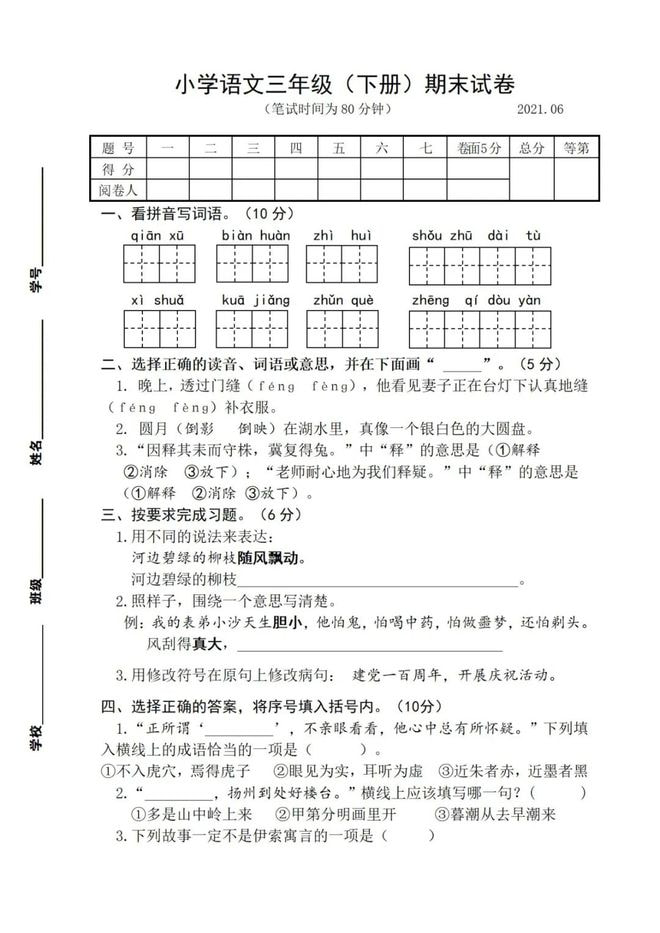 小学语文三年级（下册）期末试卷
（笔试时间为80分钟） 2021.06
题 号 一 二 三 四 五 六 七 卷面5分 总分 等第
得 分
阅卷人
一、看拼音写词语。（10分）
qiān xū biàn huàn zhì huì shǒu zhū dài tù
xì shuǎ kuā jiǎng zhǔn què zhēng qí dòu yàn
二、选择正确的读音、词语或意思，并在下面画“ _____”。（5分）
1. 晚上，透过门缝（féng fèng），他看见妻子正在台灯下认真地缝
（féng fèng）补衣服。
2. 圆月（倒影 倒映）在湖水里，真像一个银白色的大圆盘。
3.“因释其耒而守株，冀复得兔。”中“释”的意思是（①解释
②消除 ③放下）；“老师耐心地为我们释疑。”中“释”的意思是
（①解释 ②消除 ③放下）。
三、按要求完成习题。（6分）
1.用不同的说法来表达：
河边碧绿的柳枝随风飘动。
河边碧绿的柳枝______________________________。
2.照样子，围绕一个意思写清楚。
例：我的表弟小沙天生胆小，他怕鬼，怕喝中药，怕做噩梦，还怕剃头。
风刮得真大，______________________________
3.用修改符号在原句上修改病句： 建党一百周年，开展庆祝活动。
四、选择正确的答案，将序号填入括号内。（10分）
1.“正所谓‘_________’，不亲眼看看，他心中总有所怀疑。”下列填
入横线上的成语恰当的一项是（ ）。
①不入虎穴，焉得虎子 ②眼见为实，耳听为虚 ③近朱者赤，近墨者黑
2.“_________，扬州到处好楼台。”横线上应该填写哪一句？（ ）
①多是山中岭上来 ②甲第分明画里开 ③暮潮从去早潮来
3.下列故事一定不是伊索寓言的一项是（ ）
学号
姓名
班级
学校